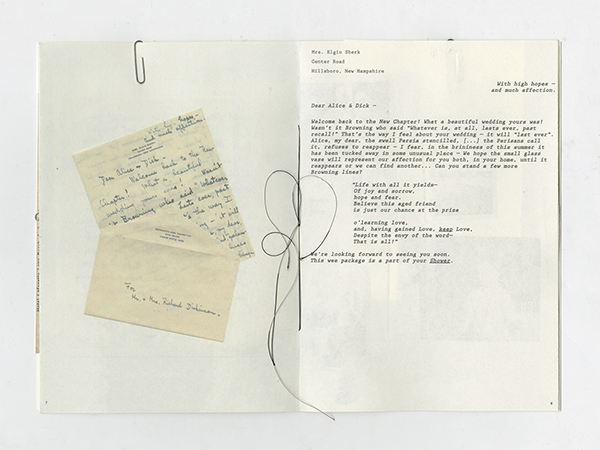 high hopes
and much affection.
Dear Alice + Dick — Welcome back to the New
Chapter! What a beautiful
wedding yours was! Wasn't
it Browning who said "Whatever
lasts ever, past
the way I
it will
my dear,
For
Mr. + Mrs. Richard Dickinson.
7
Mrs. Elgin Sherk
Center Road
Hillsboro, New Hampshire
With high hopes —
and much affection.
Dear Alice & Dick —
Welcome back to the New Chapter! What a beautiful wedding yours was!
Wasn't it Browning who said "Whatever is, at all, lasts ever, past
recall!" That's the way I feel about your wedding — it will "last ever".
Alice, my dear, the swell Persia stencilled, [...] the Parisans call
it, refuses to reappear — I fear, in the brininess of this summer it
has been tucked away in some unusual place — We hope the small glass
vase will represent our affection for you both, in your home, until it
reappears or we can find another... Can you stand a few more
Browning lines?
"Life with all it yields—
Of joy and sorrow,
hope and fear.
Believe this aged friend
is just our chance at the prize
o'learning love,
and, having gained Love, keep Love,
Despite the envy of the word—
That is all!"
We're looking forward to seeing you soon.
This wee package is a part of your Shower.